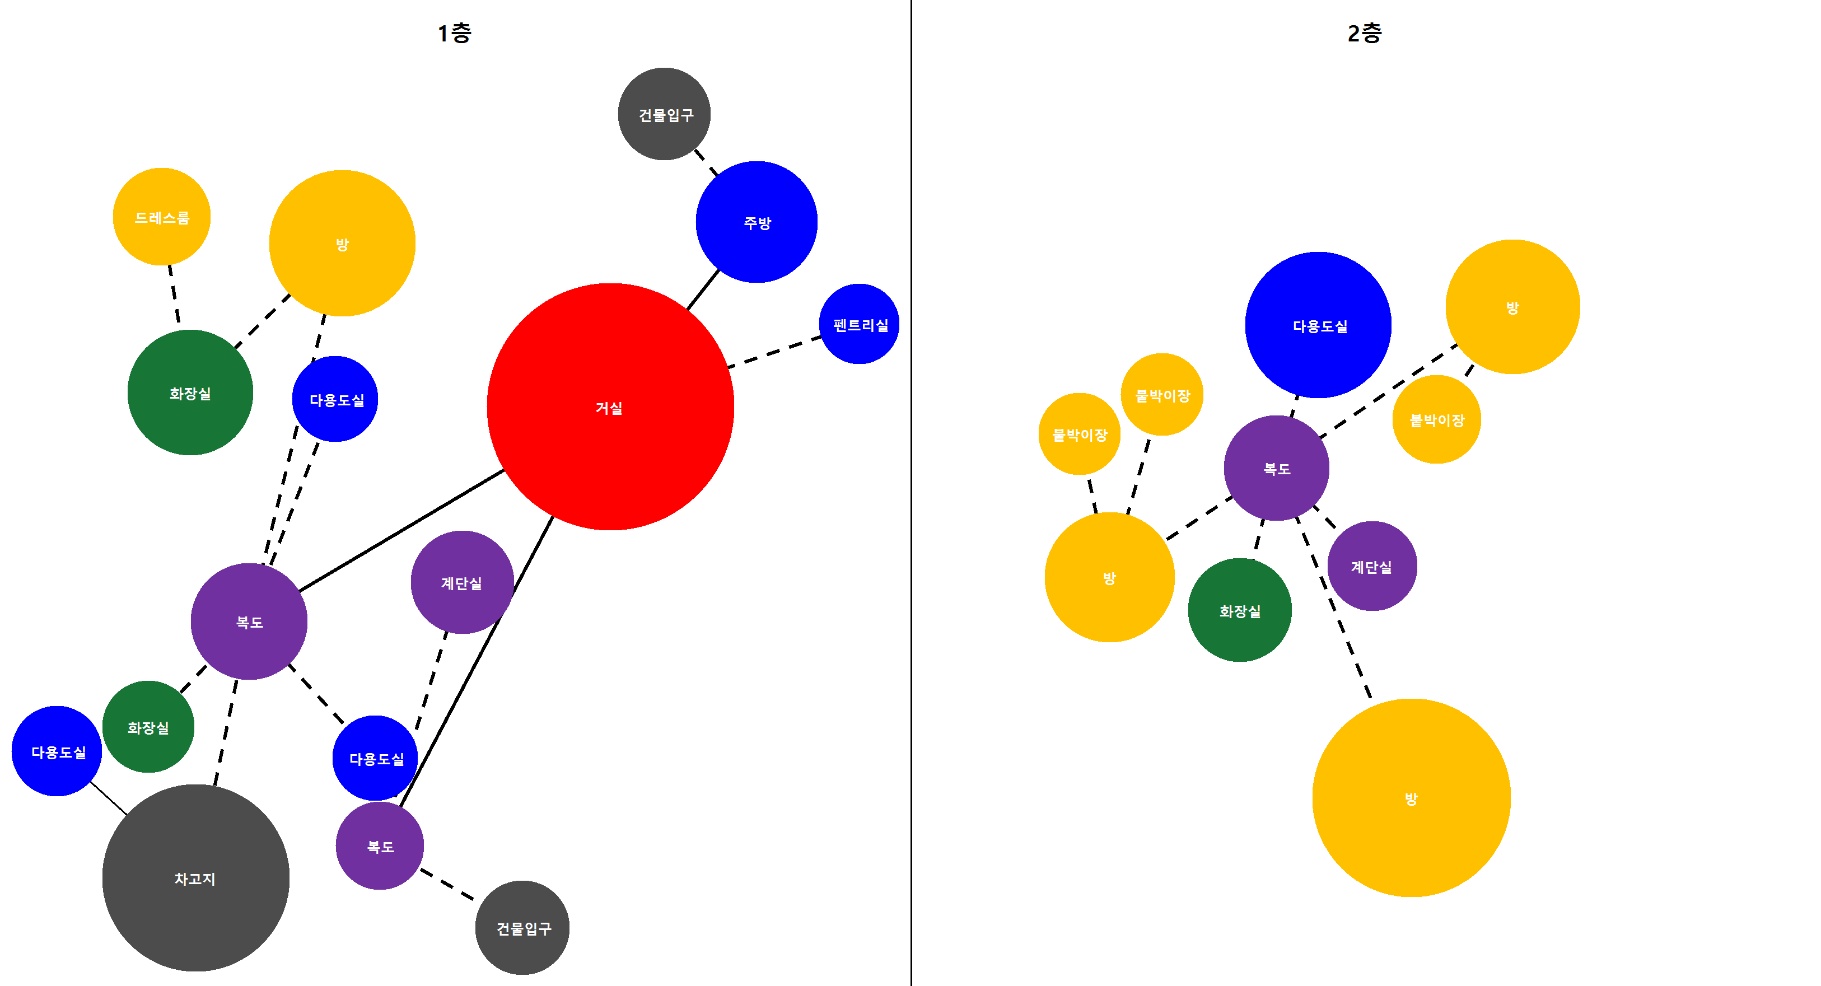 1층
건물입구
드레스룸
주방
방
펜트리실
화장실
다용도실
거실
계단실
복도
화장실
다용도실
다용도실
복도
차고지
건물입구
2층
방
다용도실
붙박이장
붙박이장
붙박이장
복도
계단실
방
화장실
방